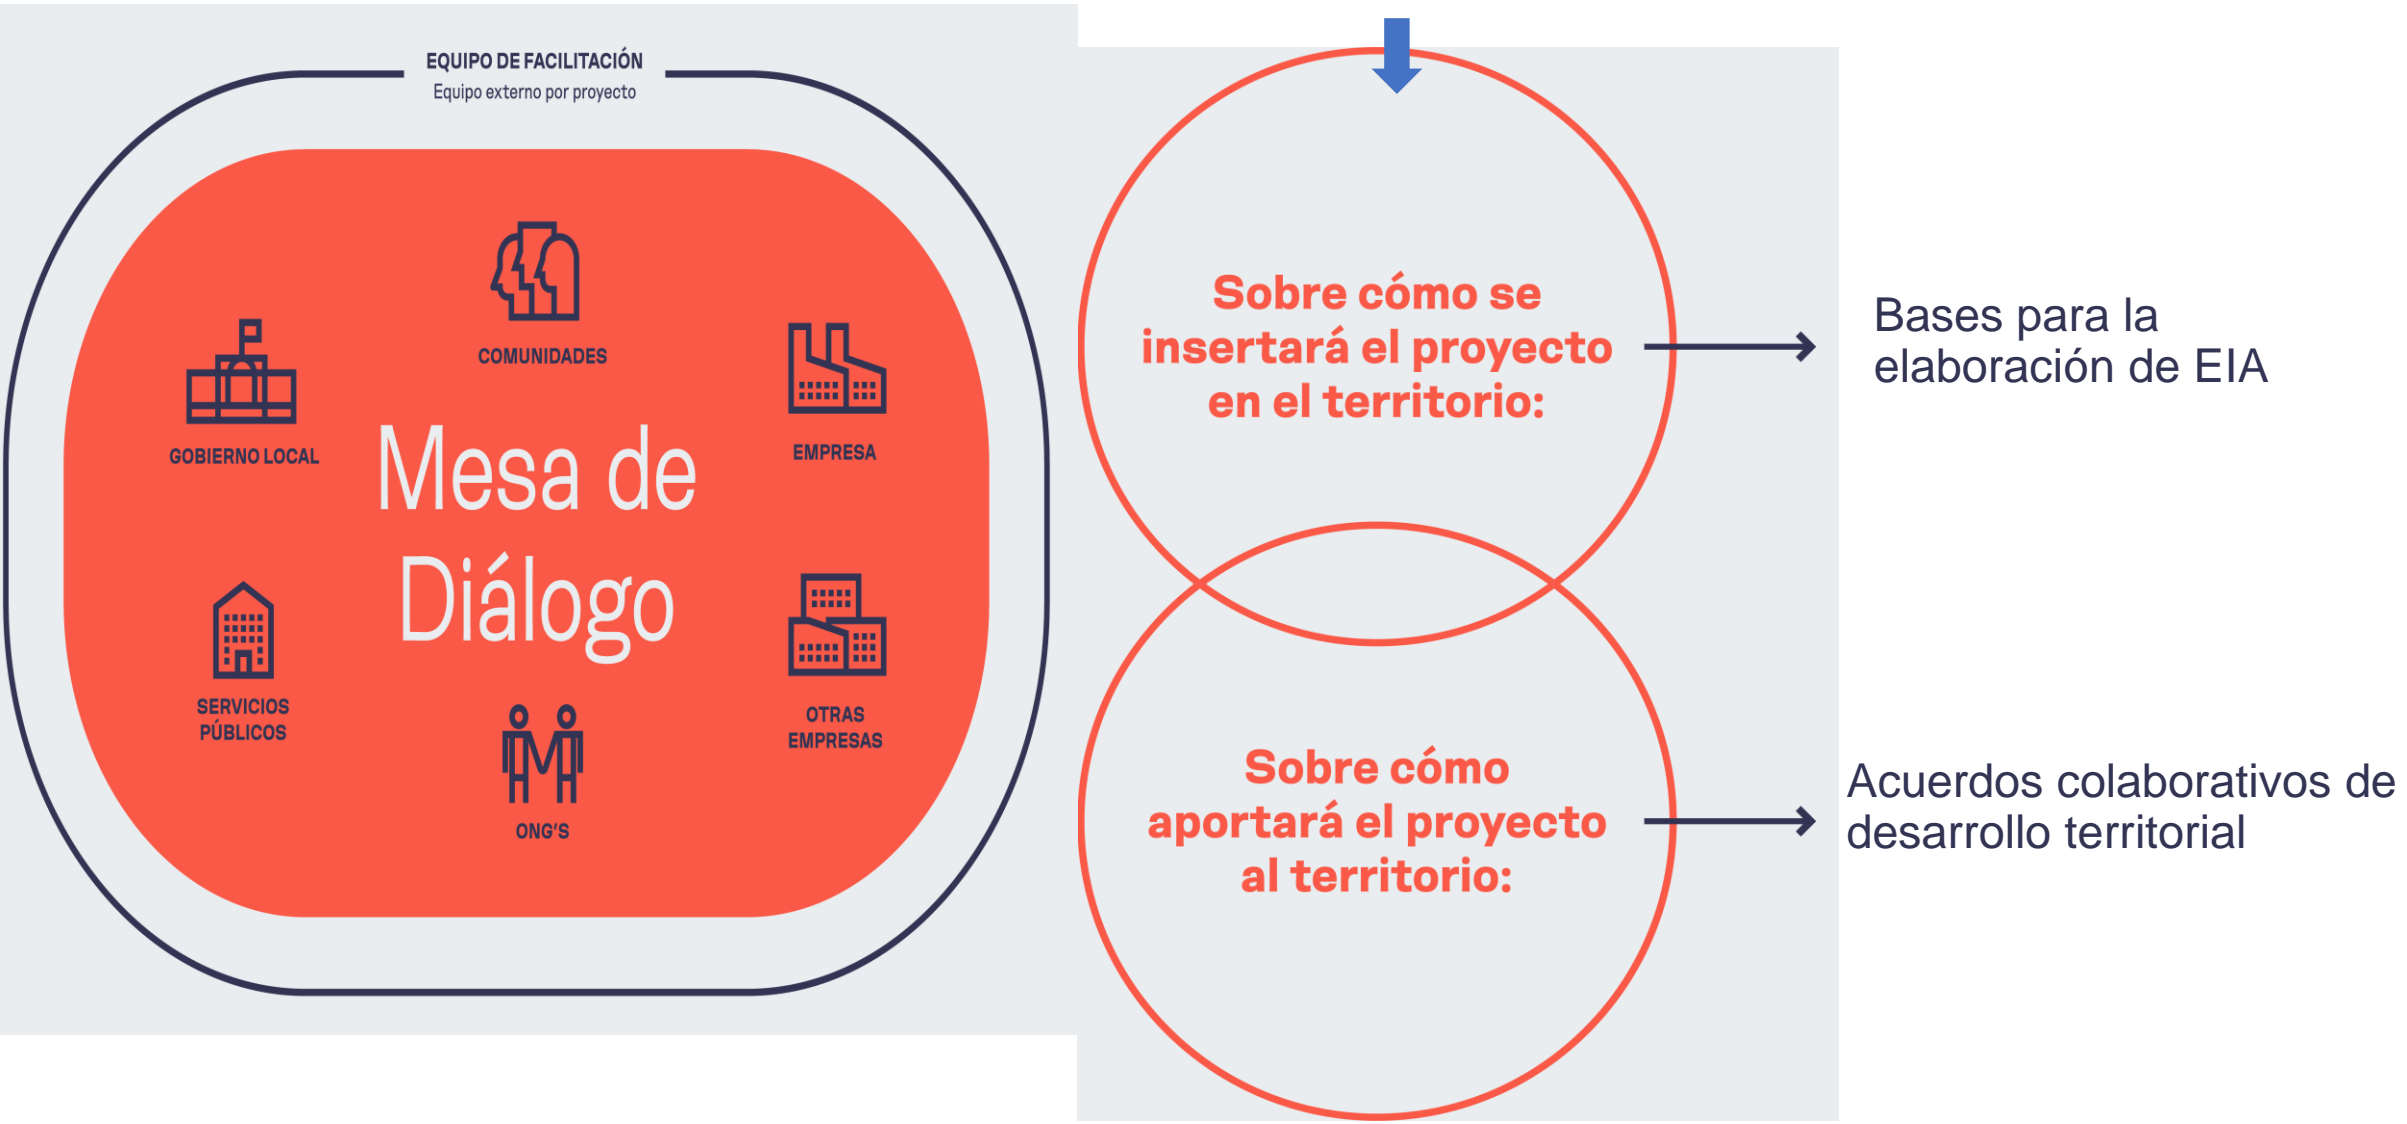 EQUIPO DE FACILITACIÓN
Equipo externo por proyecto
COMUNIDADES
GOBIERNO LOCAL
EMPRESA
Mesa de
Diálogo
SERVICIOS
PÚBLICOS
OTRAS
EMPRESAS
ONG'S
Sobre cómo se
insertará el proyecto
en el territorio:
Bases para la
elaboración de EIA
Sobre cómo
aportará el proyecto
al territorio:
Acuerdos colaborativos de
desarrollo territorial